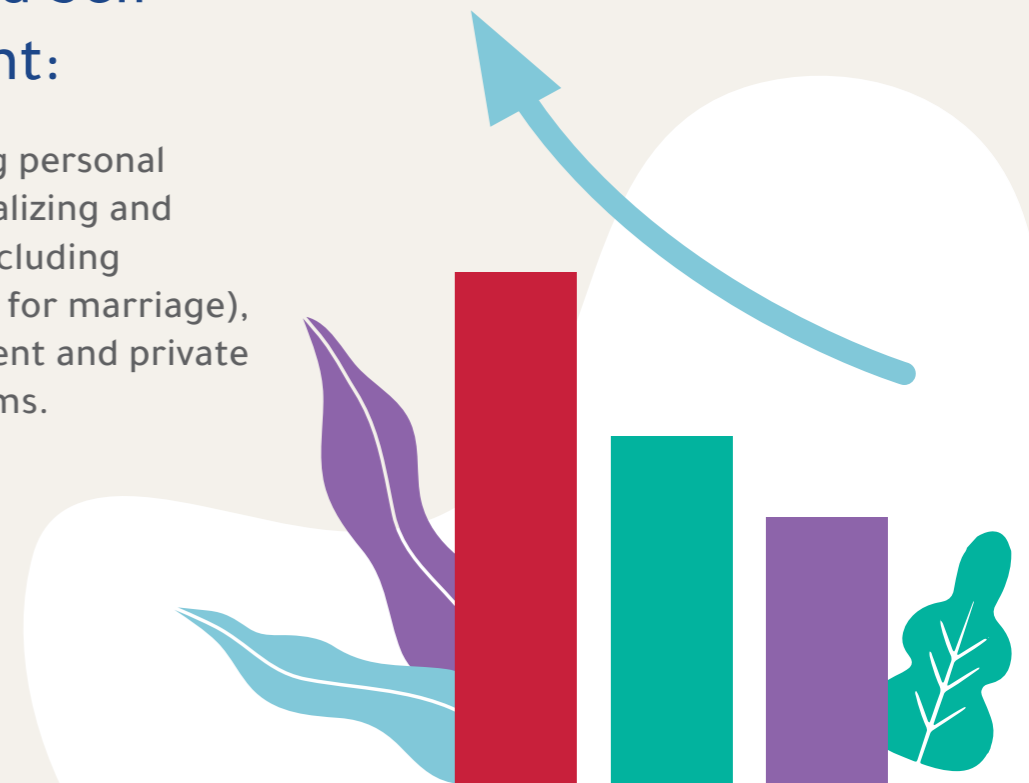 nt:
g personal
alizing and
cluding
for marriage),
ent and private
ms.